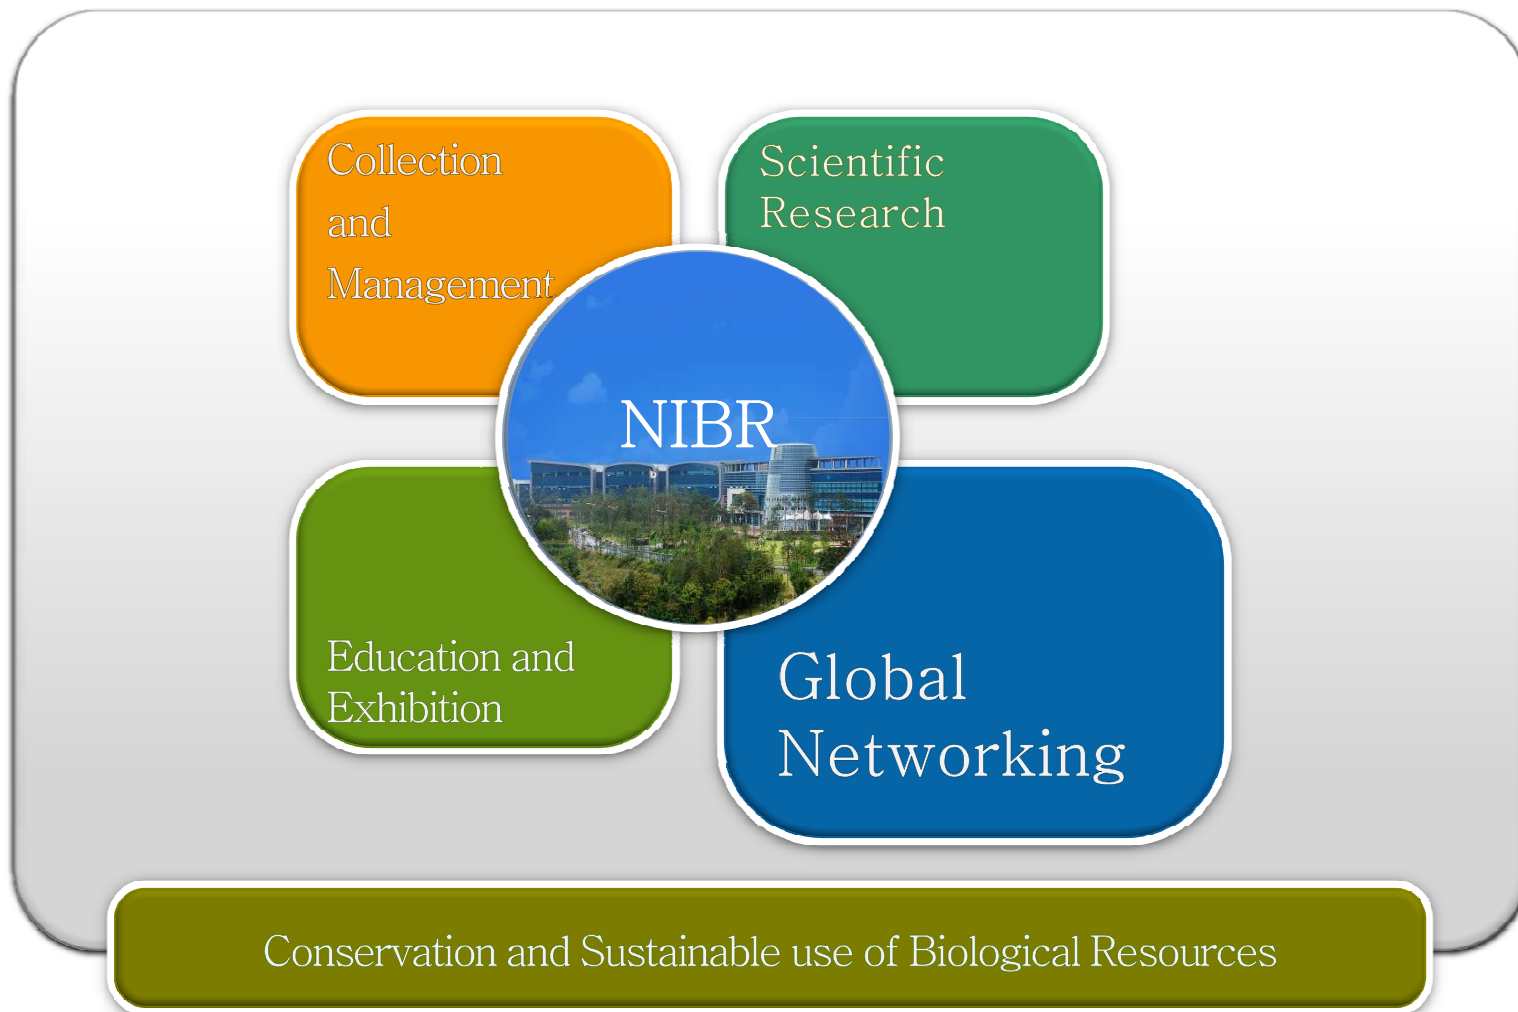 Collection
and
Management
Scientific
Research
NIBR
Education and
Exhibition
Global
Networking
Conservation and Sustainable use of Biological Resources